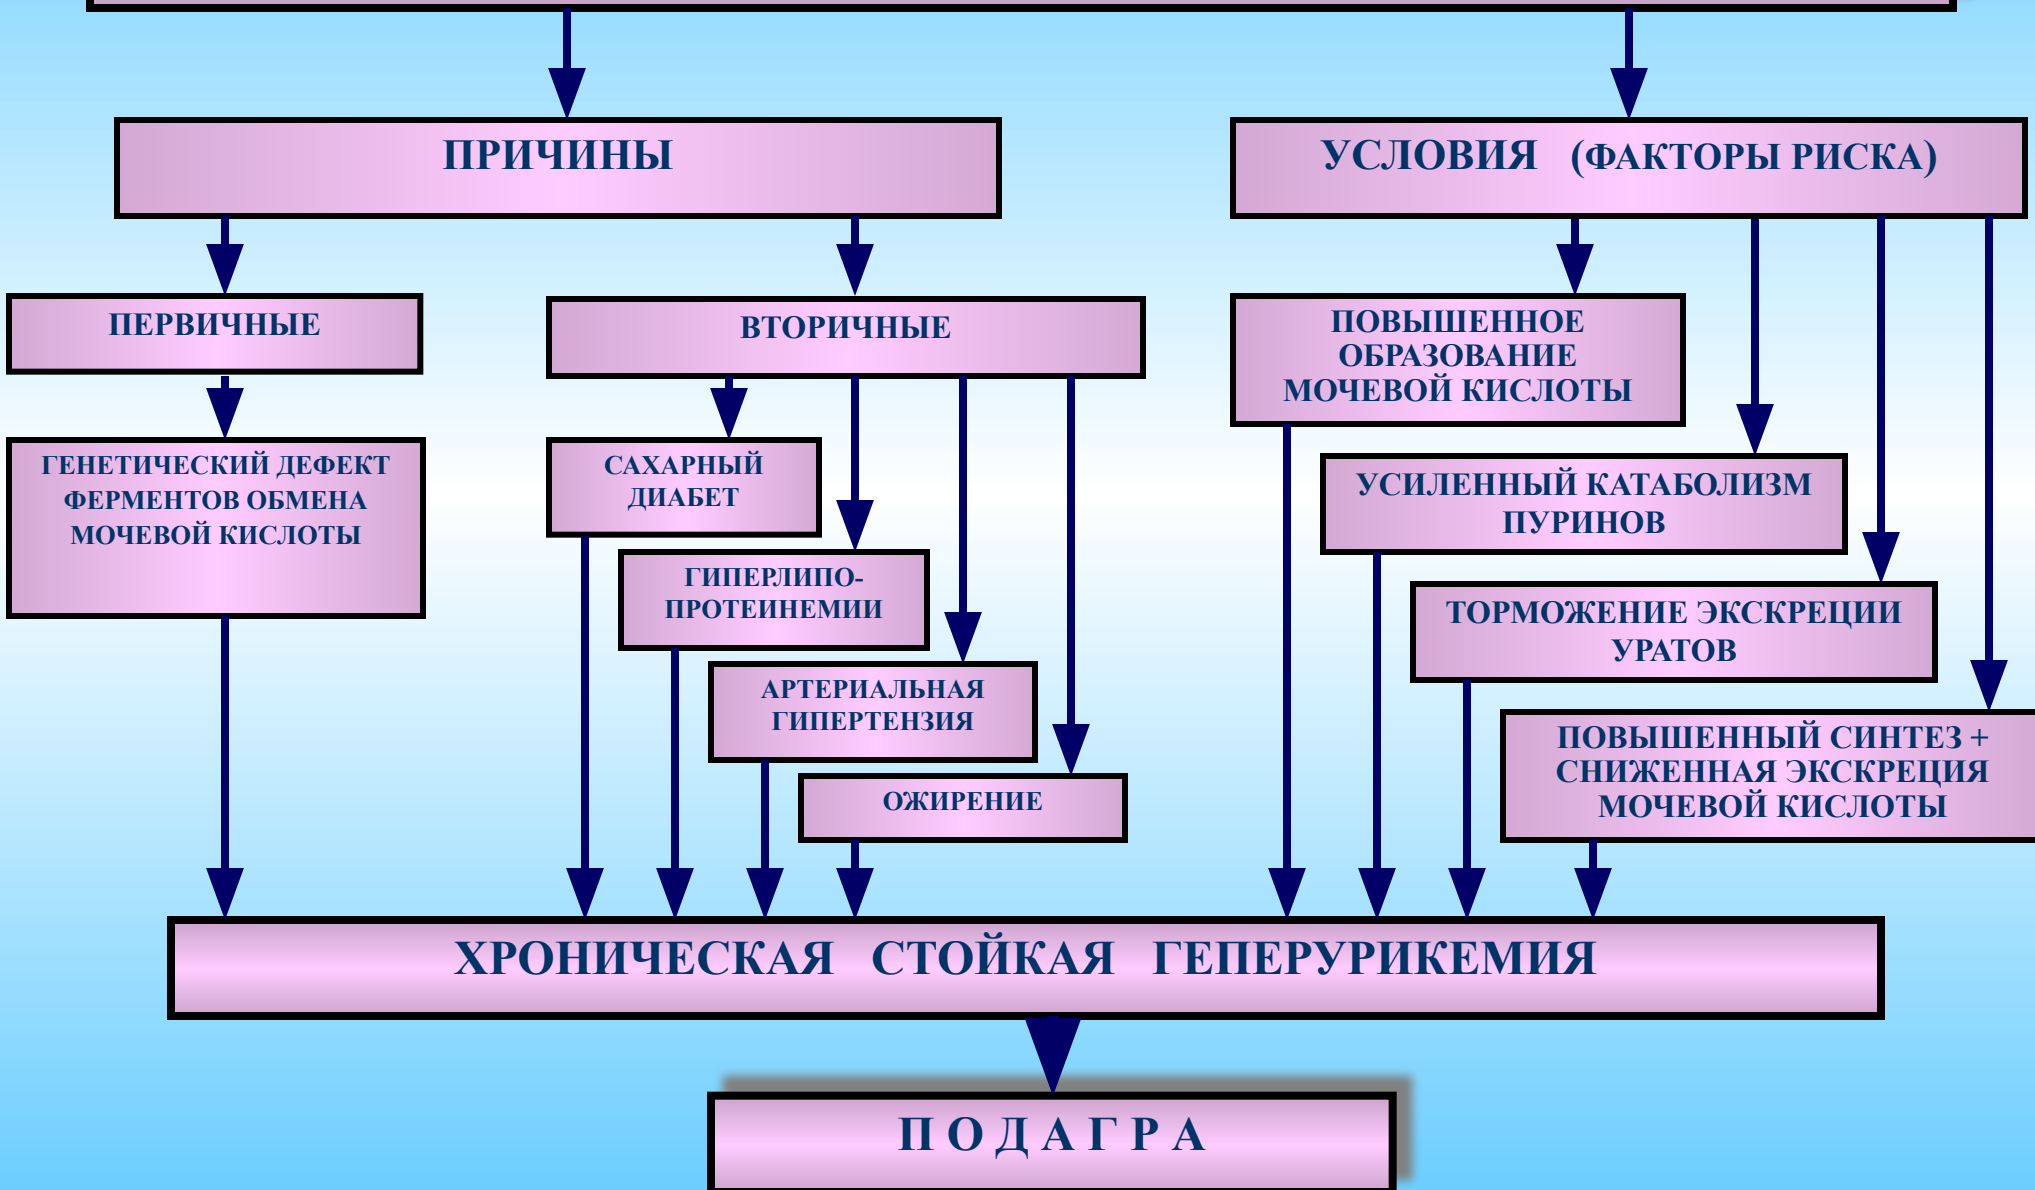 ПРИЧИНЫ
УСЛОВИЯ (ФАКТОРЫ РИСКА)
ПЕРВИЧНЫЕ
ВТОРИЧНЫЕ
ПОВЫШЕННОЕ
ОБРАЗОВАНИЕ
МОЧЕВОЙ КИСЛОТЫ
ГЕНЕТИЧЕСКИЙ ДЕФЕКТ
ФЕРМЕНТОВ ОБМЕНА
МОЧЕВОЙ КИСЛОТЫ
САХАРНЫЙ
ДИАБЕТ
УСИЛЕННЫЙ КАТАБОЛИЗМ
ПУРИНОВ
ГИПЕРЛИПО-
ПРОТЕИНЕМИИ
ТОРМОЖЕНИЕ ЭКСКРЕЦИИ
УРАТОВ
АРТЕРИАЛЬНАЯ
ГИПЕРТЕНЗИЯ
ПОВЫШЕННЫЙ СИНТЕЗ +
СНИЖЕННАЯ ЭКСКРЕЦИЯ
МОЧЕВОЙ КИСЛОТЫ
ОЖИРЕНИЕ
ХРОНИЧЕСКАЯ СТОЙКАЯ ГЕПЕРУРИКЕМИЯ
П О Д А Г Р А